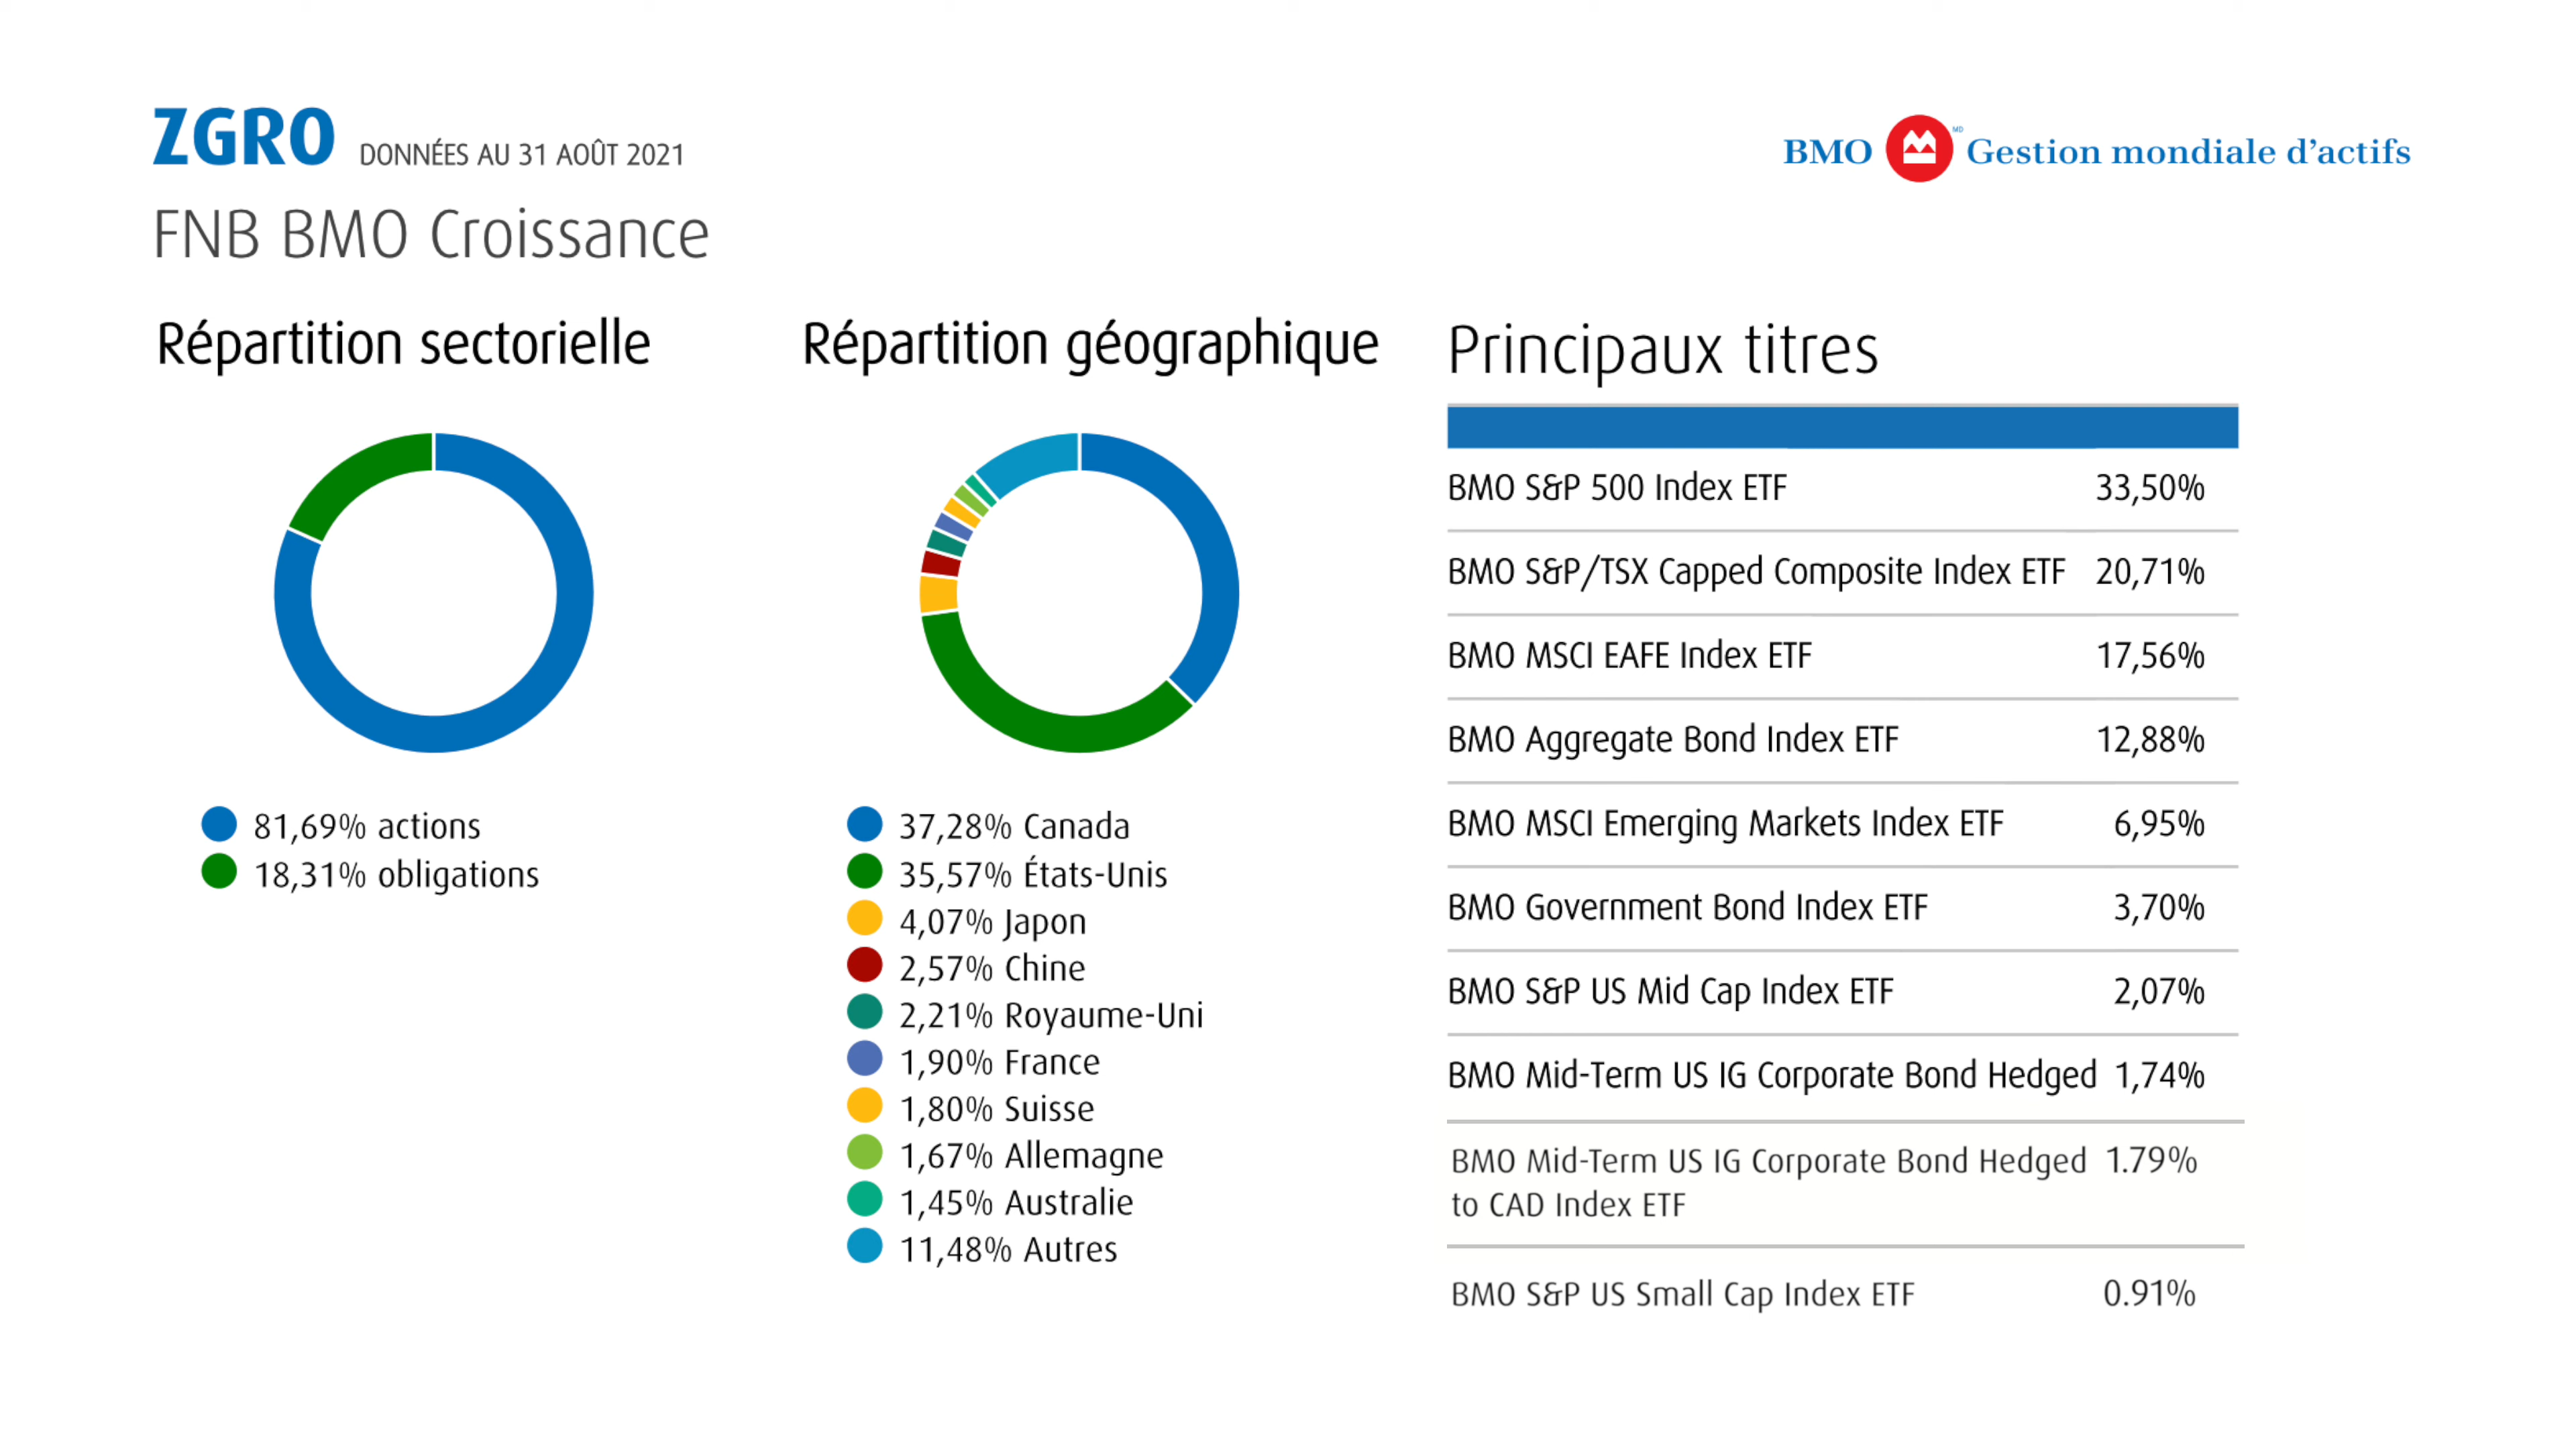 ZGRO DONNÉES AU 31 AOÛT 2021
BMO MD Gestion mondiale d'actifs
FNB BMO Croissance
Répartition sectorielle
81,69% actions
18,31% obligations
Répartition géographique
37,28% Canada
35,57% États-Unis
4,07% Japon
2,57% Chine
2,21% Royaume-Uni
1,90% France
1,80% Suisse
1,67% Allemagne
1,45% Australie
11,48% Autres
Principaux titres
BMO S&P 500 Index ETF 33,50%
BMO S&P/TSX Capped Composite Index ETF 20,71%
BMO MSCI EAFE Index ETF 17,56%
BMO Aggregate Bond Index ETF 12,88%
BMO MSCI Emerging Markets Index ETF 6,95%
BMO Government Bond Index ETF 3,70%
BMO S&P US Mid Cap Index ETF 2,07%
BMO Mid-Term US IG Corporate Bond Hedged 1,74%
BMO Mid-Term US IG Corporate Bond Hedged 1.79%
to CAD Index ETF
BMO S&P US Small Cap Index ETF 0.91%